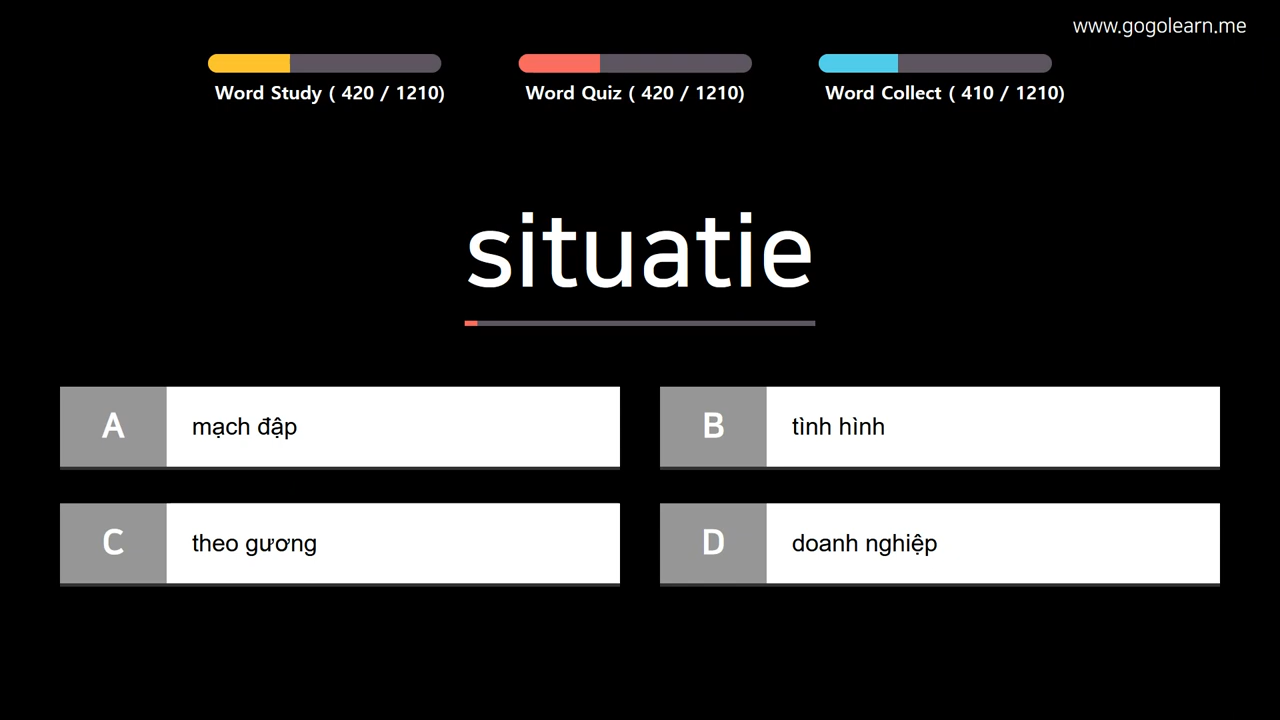 www.gogolearn.me
Word Study ( 420 / 1210)
Word Quiz ( 420 / 1210)
Word Collect ( 410 / 1210)
situatie
A
mạch đập
B
tình hình
C
theo gương
D
doanh nghiệp